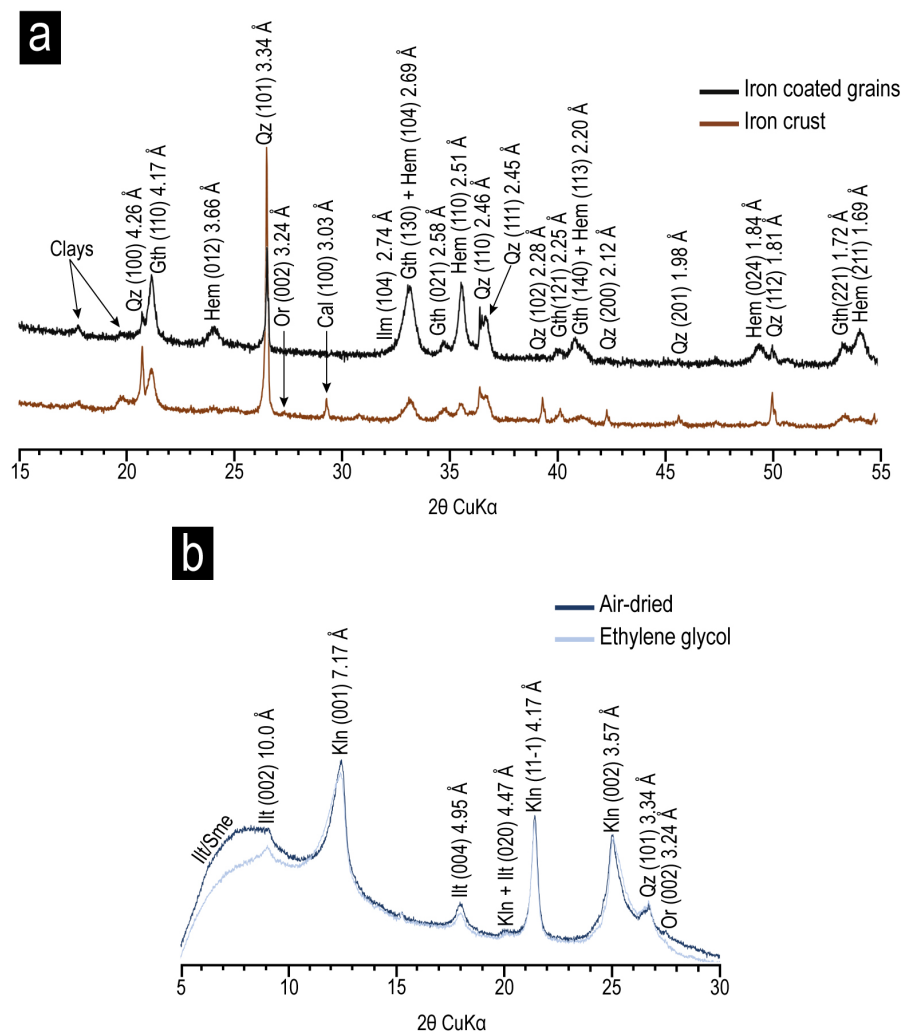 a
Iron coated grains
Iron crust
Clays
Qz (100) 4.26 Å
Gth (110) 4.17 Å
Hem (012) 3.66 Å
Qz (101) 3.34 Å
Or (002) 3.24 Å
Cal (100) 3.03 Å
Ilm (104) 2.74 Å
Gth (130) + Hem (104) 2.69 Å
Gth (021) 2.58 Å
Hem (110) 2.51 Å
Qz (110) 2.46 Å
Qz (111) 2.45 Å
Qz (102) 2.28 Å
Gth(121) 2.25 Å
Gth (140) + Hem (113) 2.20 Å
Qz (200) 2.12 Å
Qz (201) 1.98 Å
Hem (024) 1.84 Å
Qz (112) 1.81 Å
Gth(221) 1.72 Å
Hem (211) 1.69 Å
15 20 25 30 35 40 45 50 55
2θ CuKα
b
Air-dried
Ethylene glycol
Ilt/Sme
Ilt (002) 10.0 Å
Kln (001) 7.17 Å
Ilt (004) 4.95 Å
Kln + Ilt (020) 4.47 Å
Kln (11-1) 4.17 Å
Kln (002) 3.57 Å
Qz (101) 3.34 Å
Or (002) 3.24 Å
5 10 15 20 25 30
2θ CuKα